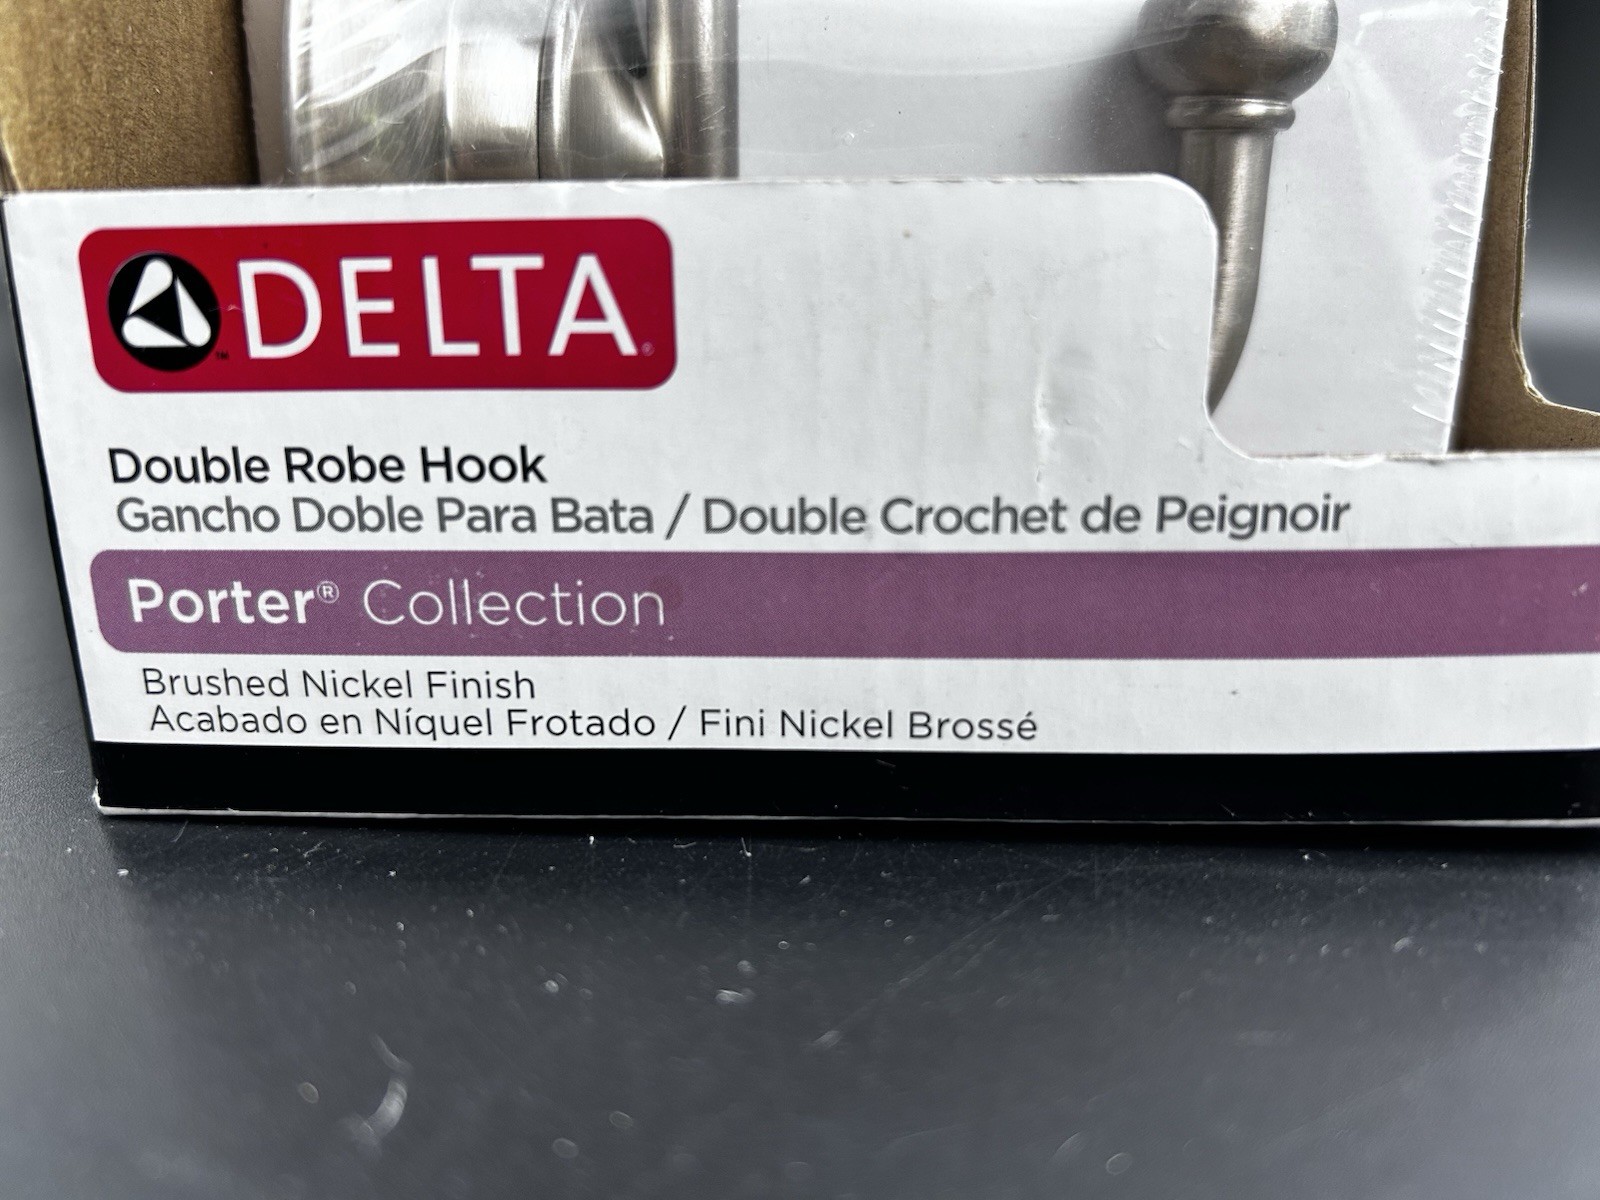 DELTA®
Double Robe Hook
Gancho Doble Para Bata / Double Crochet de Peignoir
Porter® Collection
Brushed Nickel Finish
Acabado en Níquel Frotado / Fini Nickel Brossé